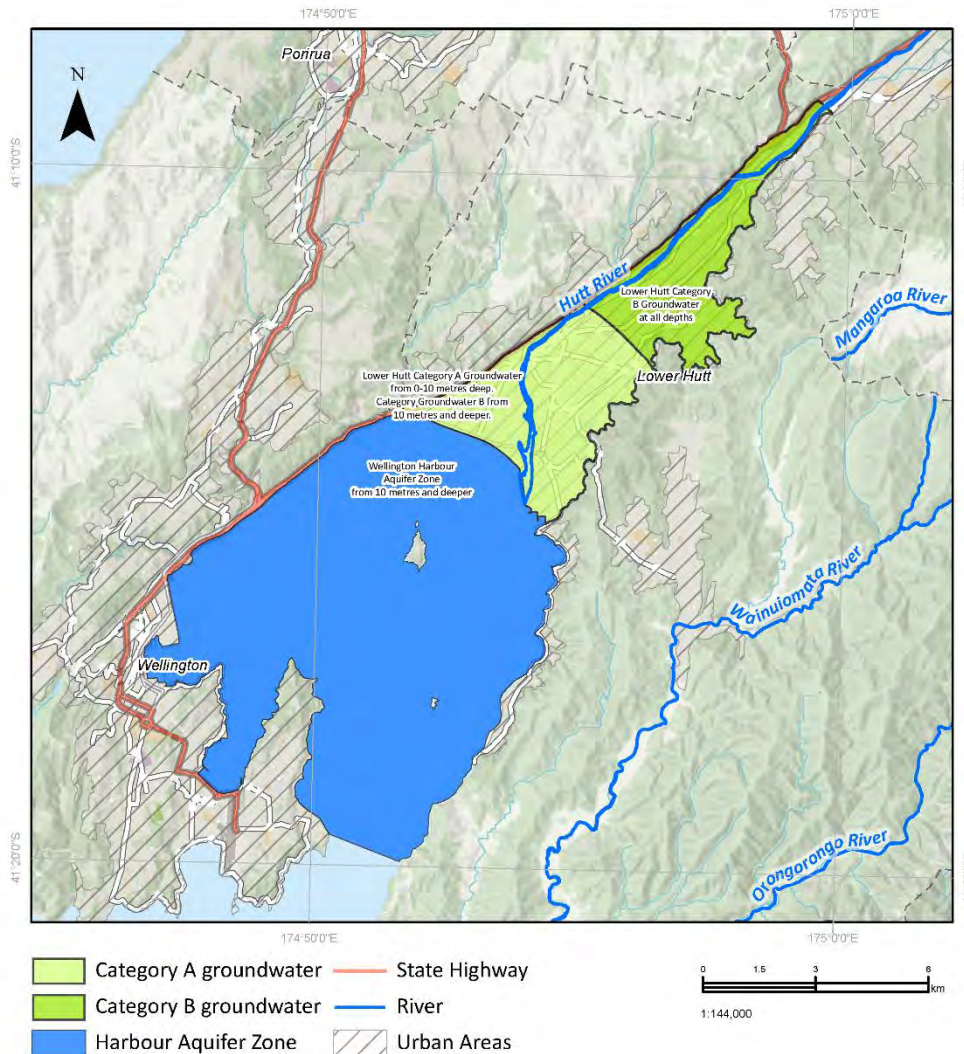 174°50'0"E
175°0'0"E
Porirua
N
41°10'0"S
Hutt River
Lower Hutt Category
B Groundwater
at all depths
Mangaroa River
Lower Hutt Category A Groundwater
from 0-10 metres deep.
Category Groundwater B from
10 metres and deeper.
Lower Hutt
Wellington Harbour
Aquifer Zone
from 10 metres and deeper
Wainuiomata River
Wellington
41°20'0"S
Orongorongo River
174°50'0"E
175°0'0"E
Category A groundwater
State Highway
Category B groundwater
River
Harbour Aquifer Zone
Urban Areas
0 1.5 3 6
km
1:144,000